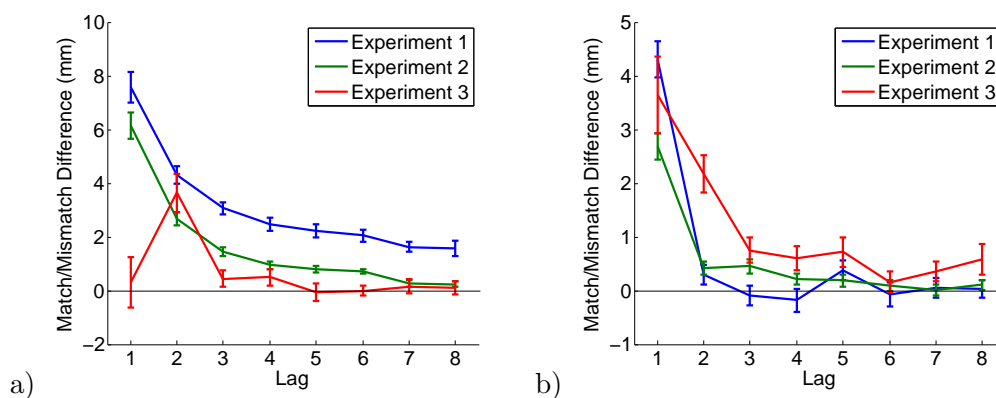 a)
Match/Mismatch Difference (mm)
10
8
6
4
2
0
−2
1 2 3 4 5 6 7 8
Lag
Experiment 1
Experiment 2
Experiment 3
b)
Match/Mismatch Difference (mm)
5
4
3
2
1
0
−1
1 2 3 4 5 6 7 8
Lag
Experiment 1
Experiment 2
Experiment 3